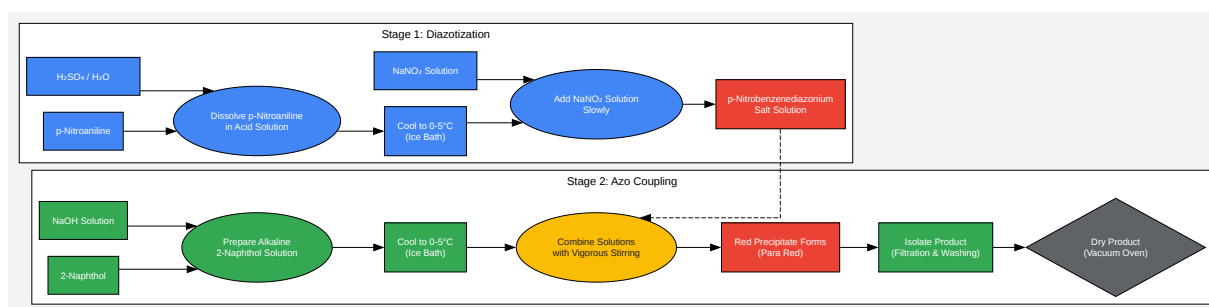 Stage 1: Diazotization
H₂SO₄ / H₂O
p-Nitroaniline
Dissolve p-Nitroaniline
in Acid Solution
NaNO₂ Solution
Cool to 0-5°C
(Ice Bath)
Add NaNO₂ Solution
Slowly
p-Nitrobenzenediazonium
Salt Solution
Stage 2: Azo Coupling
NaOH Solution
2-Naphthol
Prepare Alkaline
2-Naphthol Solution
Cool to 0-5°C
(Ice Bath)
Combine Solutions
with Vigorous Stirring
Red Precipitate Forms
(Para Red)
Isolate Product
(Filtration & Washing)
Dry Product
(Vacuum Oven)